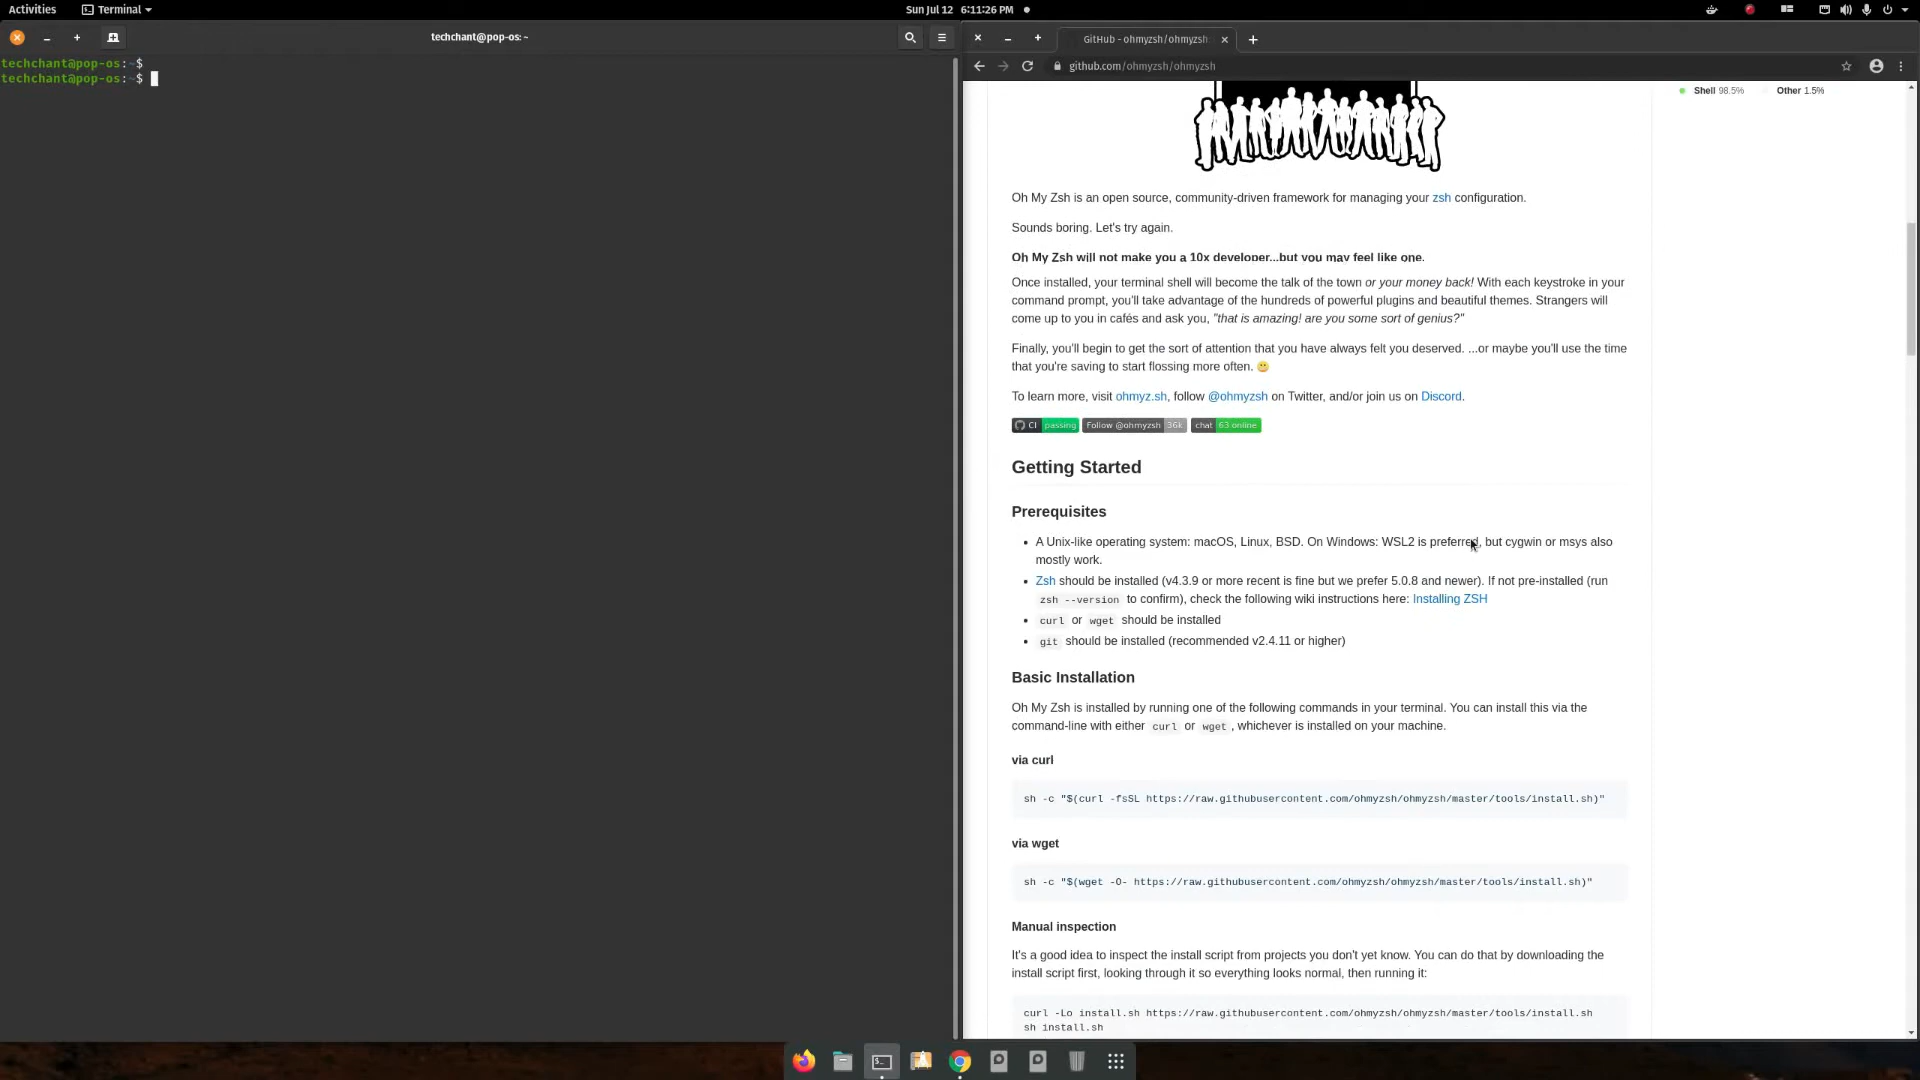 Activities
Terminal
Sun Jul 12 6:11:26 PM
techchant@pop-os: ~
techchant@pop-os:~$
techchant@pop-os:~$
GitHub - ohmyzsh/ohmyzsh
github.com/ohmyzsh/ohmyzsh
Shell 98.5% Other 1.5%
Oh My Zsh is an open source, community-driven framework for managing your zsh configuration.
Sounds boring. Let's try again.
Oh My Zsh will not make you a 10x developer...but you may feel like one.
Once installed, your terminal shell will become the talk of the town or your money back! With each keystroke in your
command prompt, you'll take advantage of the hundreds of powerful plugins and beautiful themes. Strangers will
come up to you in cafés and ask you, "that is amazing! are you some sort of genius?"
Finally, you'll begin to get the sort of attention that you have always felt you deserved. ...or maybe you'll use the time
that you're saving to start flossing more often. 😬
To learn more, visit ohmyz.sh, follow @ohmyzsh on Twitter, and/or join us on Discord.
CI passing Follow @ohmyzsh 36k chat 63 online
Getting Started
Prerequisites
• A Unix-like operating system: macOS, Linux, BSD. On Windows: WSL2 is preferred, but cygwin or msys also
mostly work.
• Zsh should be installed (v4.3.9 or more recent is fine but we prefer 5.0.8 and newer). If not pre-installed (run
zsh --version to confirm), check the following wiki instructions here: Installing ZSH
• curl or wget should be installed
• git should be installed (recommended v2.4.11 or higher)
Basic Installation
Oh My Zsh is installed by running one of the following commands in your terminal. You can install this via the
command-line with either curl or wget , whichever is installed on your machine.
via curl
sh -c "$(curl -fsSL https://raw.githubusercontent.com/ohmyzsh/ohmyzsh/master/tools/install.sh)"
via wget
sh -c "$(wget -O- https://raw.githubusercontent.com/ohmyzsh/ohmyzsh/master/tools/install.sh)"
Manual inspection
It's a good idea to inspect the install script from projects you don't yet know. You can do that by downloading the
install script first, looking through it so everything looks normal, then running it:
curl -Lo install.sh https://raw.githubusercontent.com/ohmyzsh/ohmyzsh/master/tools/install.sh
sh install.sh